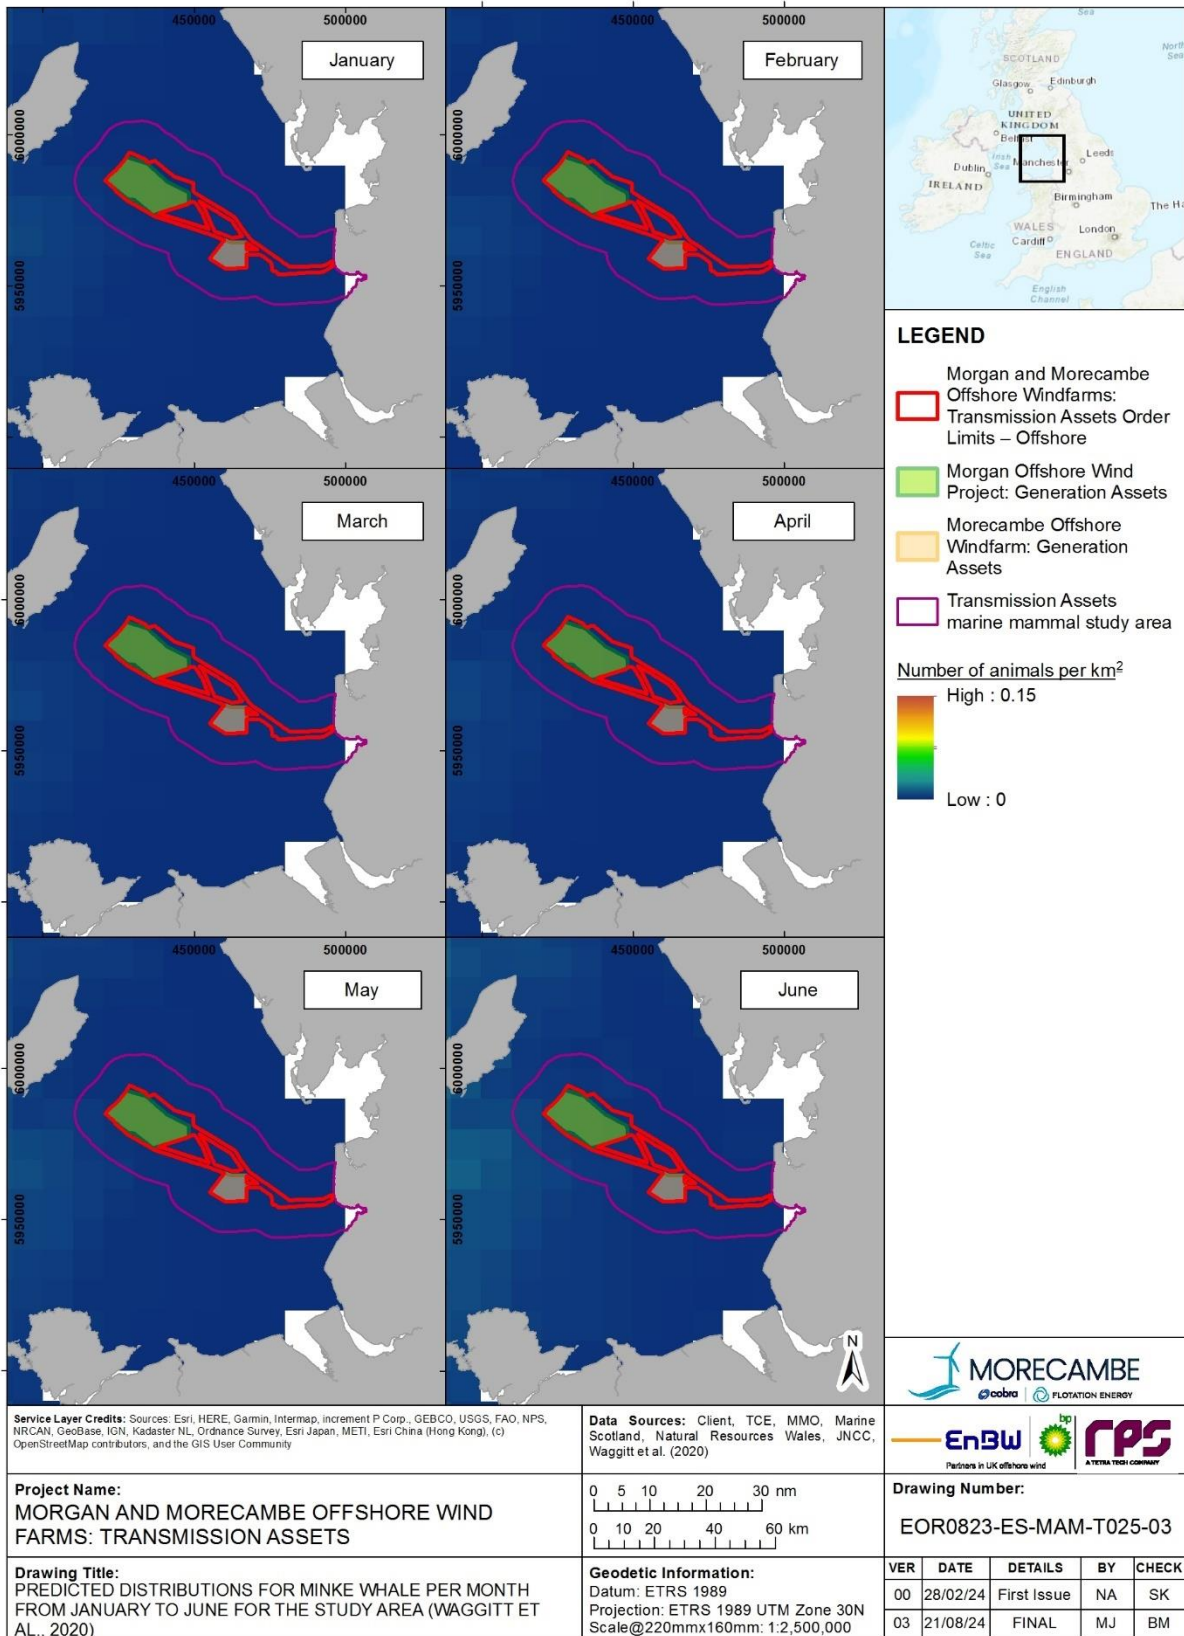 450000
500000
450000
500000
January
February
6000000
5950000
6000000
5950000
450000
500000
450000
500000
March
April
6000000
5950000
6000000
5950000
450000
500000
450000
500000
May
June
6000000
5950000
6000000
5950000
N
Sea
North
Sea
SCOTLAND
Glasgow
Edinburgh
UNITED
KINGDOM
Belfast
Irish
Sea
Manchester
Leeds
Dublin
IRELAND
Birmingham
The Ha
WALES
London
Cardiff
Celtic
Sea
ENGLAND
English
Channel
LEGEND
Morgan and Morecambe
Offshore Windfarms:
Transmission Assets Order
Limits – Offshore
Morgan Offshore Wind
Project: Generation Assets
Morecambe Offshore
Windfarm: Generation
Assets
Transmission Assets
marine mammal study area
Number of animals per km²
High : 0.15
Low : 0
MORECAMBE
cobra | FLOTATION ENERGY
EnBW
bp
Partners in UK offshore wind
RPS
A TETRA TECH COMPANY
Service Layer Credits: Sources: Esri, HERE, Garmin, Intermap, increment P Corp., GEBCO, USGS, FAO, NPS,
NRCAN, GeoBase, IGN, Kadaster NL, Ordnance Survey, Esri Japan, METI, Esri China (Hong Kong), (c)
OpenStreetMap contributors, and the GIS User Community
Data Sources: Client, TCE, MMO, Marine
Scotland, Natural Resources Wales, JNCC,
Waggitt et al. (2020)
Project Name:
MORGAN AND MORECAMBE OFFSHORE WIND
FARMS: TRANSMISSION ASSETS
0 5 10 20 30 nm
0 10 20 40 60 km
Drawing Number:
EOR0823-ES-MAM-T025-03
Drawing Title:
PREDICTED DISTRIBUTIONS FOR MINKE WHALE PER MONTH
FROM JANUARY TO JUNE FOR THE STUDY AREA (WAGGITT ET
AL., 2020)
Geodetic Information:
Datum: ETRS 1989
Projection: ETRS 1989 UTM Zone 30N
Scale@220mmx160mm: 1:2,500,000
VER DATE DETAILS BY CHECK
00 28/02/24 First Issue NA SK
03 21/08/24 FINAL MJ BM